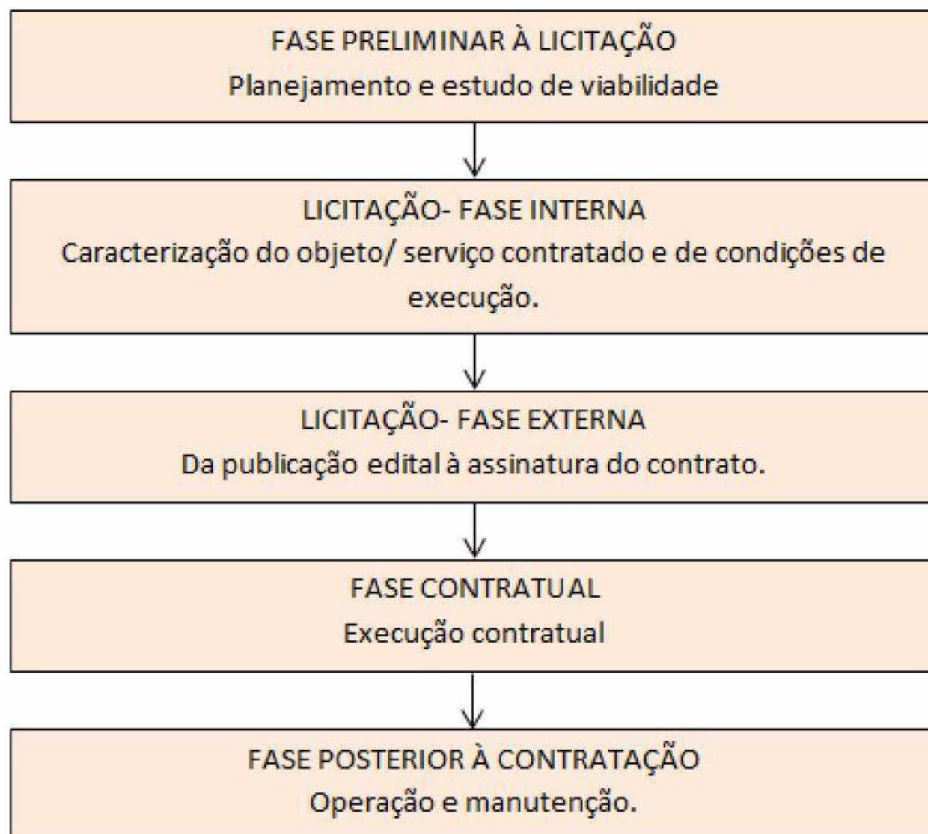 FASE PRELIMINAR À LICITAÇÃO
Planejamento e estudo de viabilidade
LICITAÇÃO- FASE INTERNA
Caracterização do objeto/ serviço contratado e de condições de
execução.
LICITAÇÃO- FASE EXTERNA
Da publicação edital à assinatura do contrato.
FASE CONTRATUAL
Execução contratual
FASE POSTERIOR À CONTRATAÇÃO
Operação e manutenção.